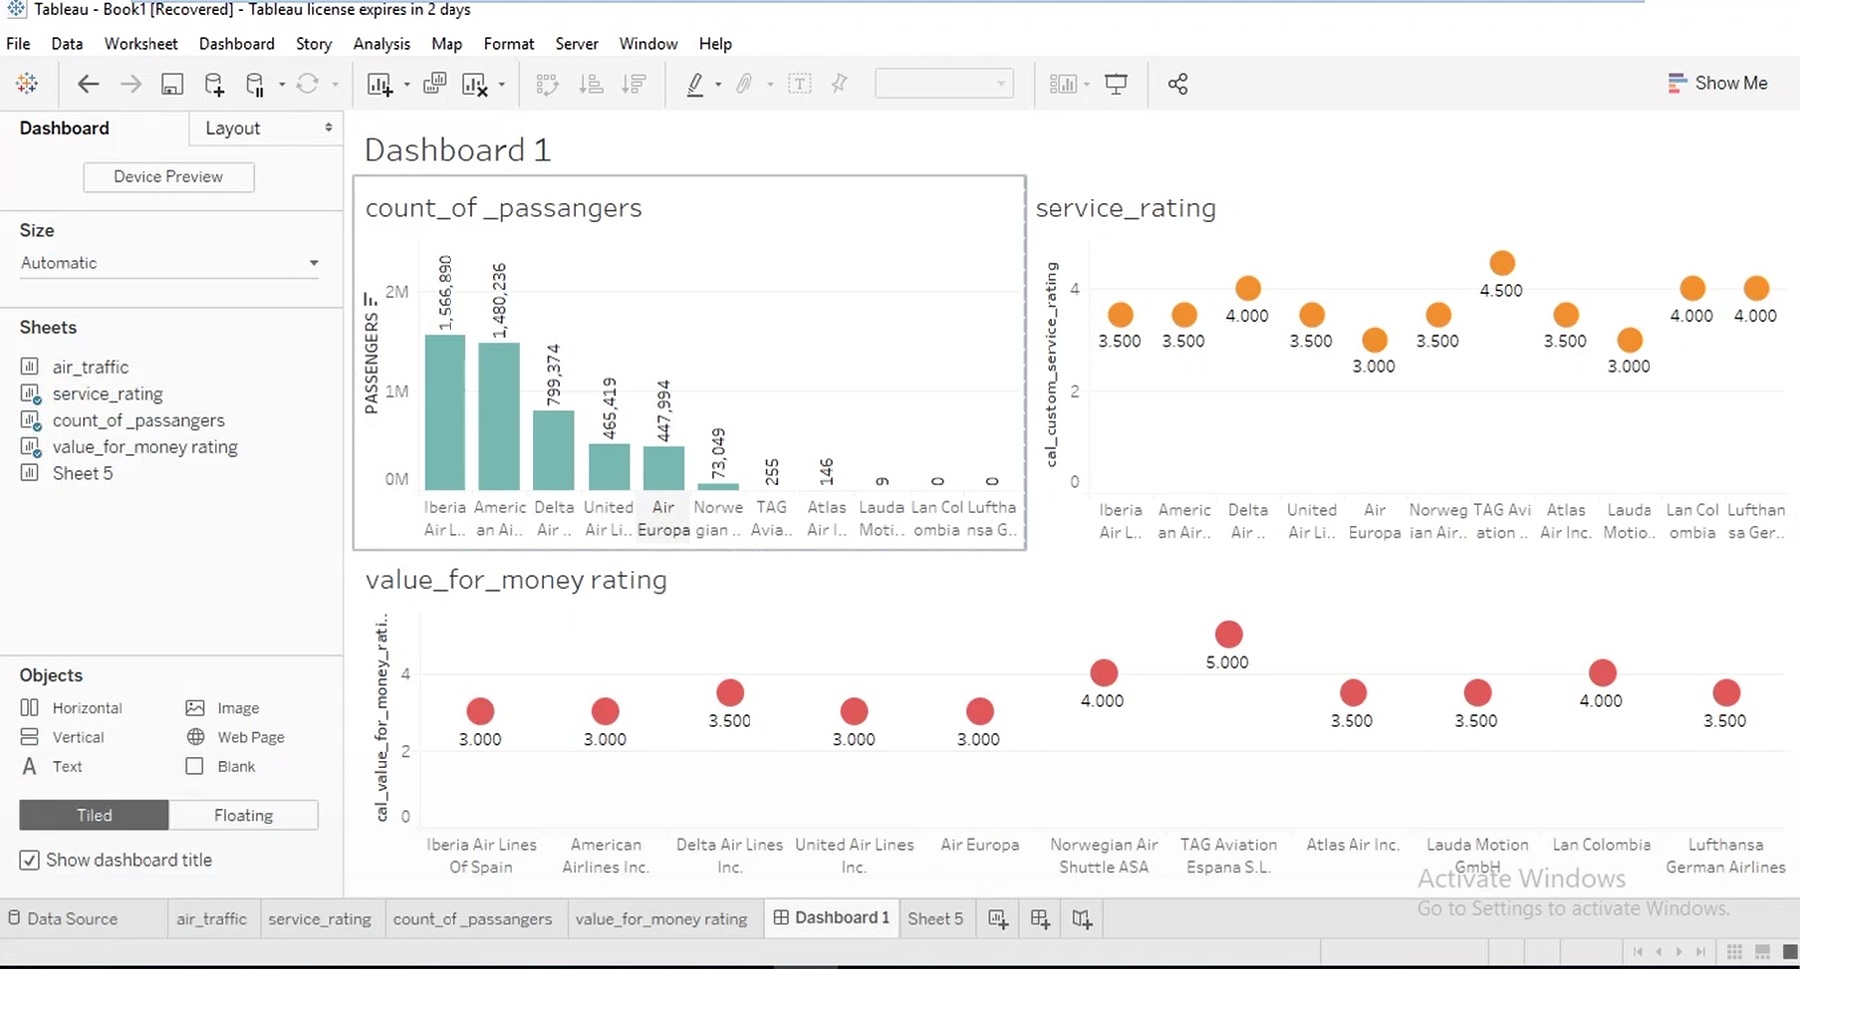 Tableau - Book1 [Recovered] - Tableau license expires in 2 days
File Data Worksheet Dashboard Story Analysis Map Format Server Window Help
Show Me
Dashboard Layout
Device Preview
Size
Automatic
Sheets
air_traffic
service_rating
count_of _passangers
value_for_money rating
Sheet 5
Objects
Horizontal Image
Vertical Web Page
A Text Blank
Tiled Floating
Show dashboard title
Dashboard 1
count_of _passangers
PASSENGERS
2M
1M
0M
1,566,890 1,480,236 799,374 465,419 447,994 73,049 255 146 9 0 0
Iberia Americ Delta United Air Norwe TAG Atlas Lauda Lan Col Luftha
Air L.. an Ai.. Air .. Air Li.. Europa gian .. Avia.. Air I.. Moti.. ombia nsa G..
service_rating
cal_custom_service_rating
4
2
0
3.500 3.500 4.000 3.500 3.000 3.500 4.500 3.500 3.000 4.000 4.000
Iberia Americ Delta United Air Norweg TAG Avi Atlas Lauda Lan Col Lufthan
Air L.. an Air.. Air .. Air Li.. Europa ian Air.. ation .. Air Inc. Motio.. ombia sa Ger..
value_for_money rating
cal_value_for_money_rati..
4
2
0
3.000 3.000 3.500 3.000 3.000 4.000 5.000 3.500 3.500 4.000 3.500
Iberia Air Lines American Delta Air Lines United Air Lines Air Europa Norwegian Air TAG Aviation Atlas Air Inc. Lauda Motion Lan Colombia Lufthansa
Of Spain Airlines Inc. Inc. Inc. Shuttle ASA Espana S.L. GmbH German Airlines
Activate Windows
Go to Settings to activate Windows.
Data Source air_traffic service_rating count_of_passangers value_for_money rating Dashboard 1 Sheet 5